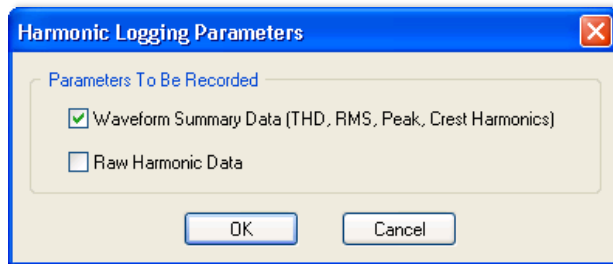 Harmonic Logging Parameters
Parameters To Be Recorded
Waveform Summary Data (THD, RMS, Peak, Crest Harmonics)
Raw Harmonic Data
OK
Cancel